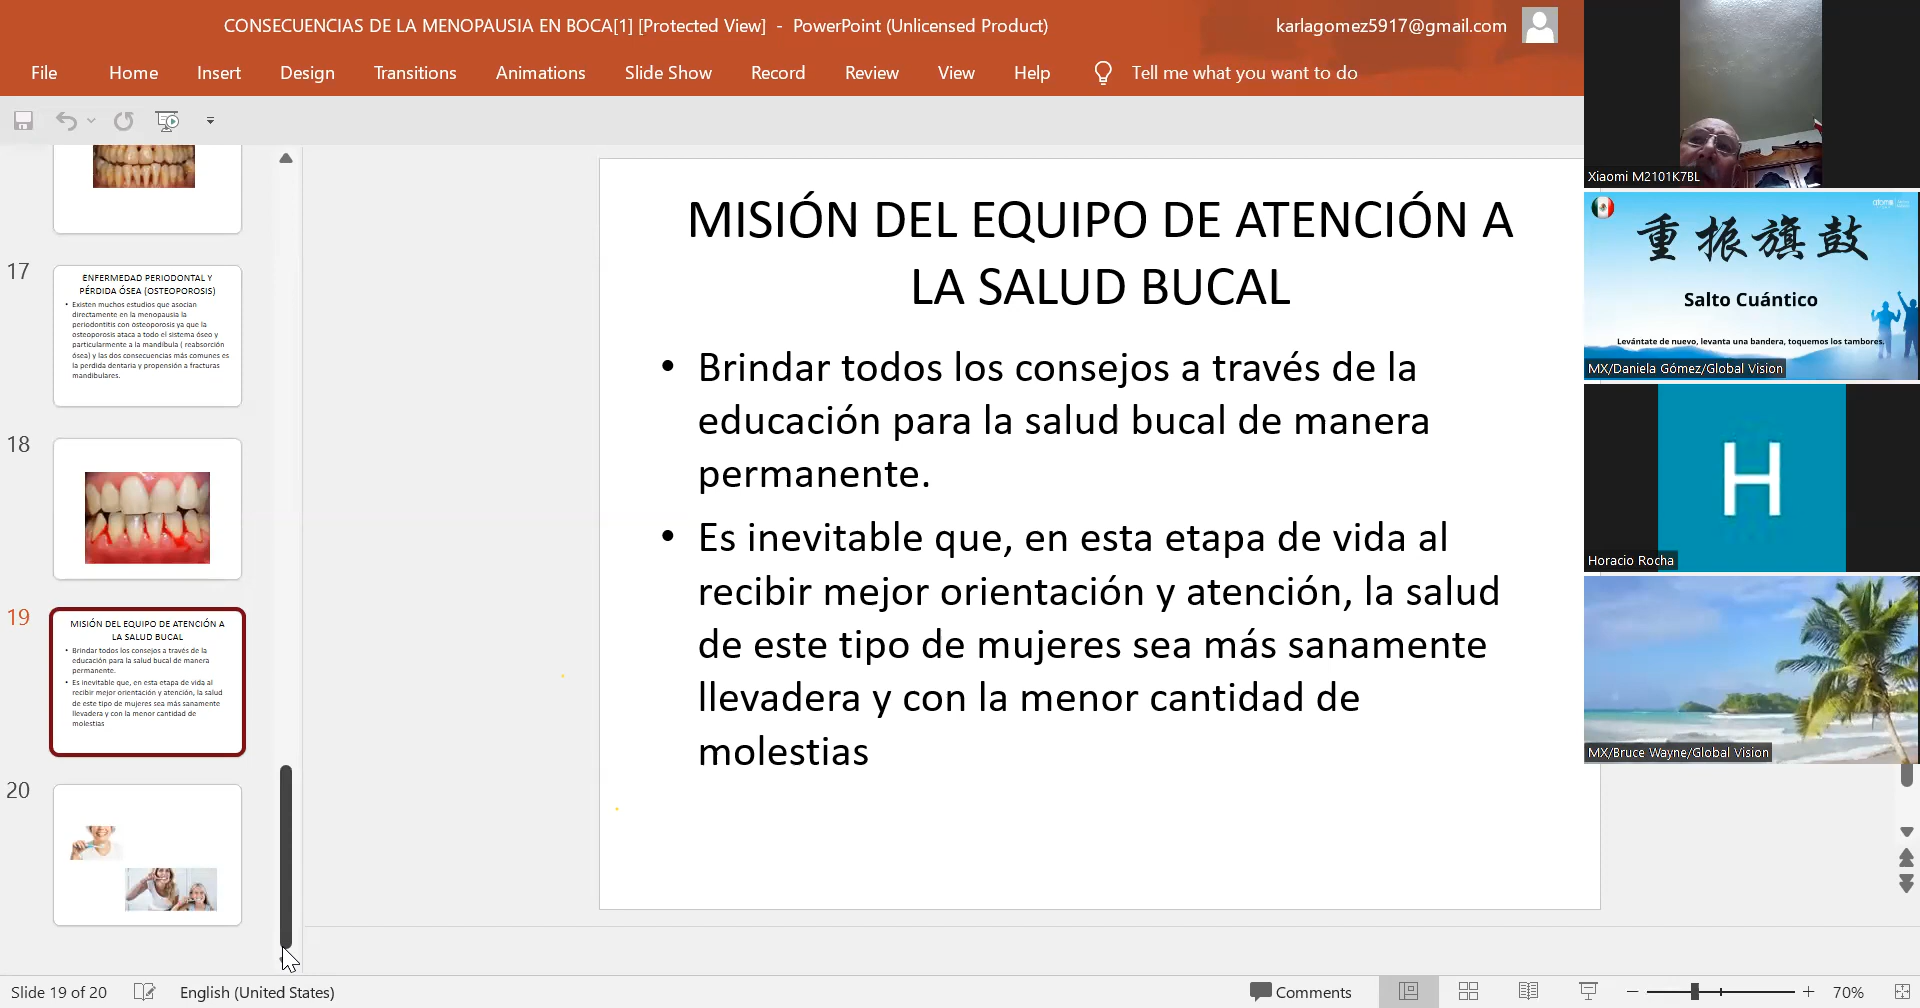 CONSECUENCIAS DE LA MENOPAUSIA EN BOCA[1] [Protected View]  -  PowerPoint (Unlicensed Product)
karlagomez5917@gmail.com
File Home Insert Design Transitions Animations Slide Show Record Review View Help Tell me what you want to do
17
ENFERMEDAD PERIODONTAL Y
PÉRDIDA ÓSEA (OSTEOPOROSIS)
• Existen muchos estudios que asocian
directamente en la menopausia la
periodontitis con osteoporosis ya que la
osteoporosis ataca a todo el sistema óseo y
particularmente a la mandíbula ( reabsorción
ósea) y las dos consecuencias más comunes es
la perdida dentaria y propensión a fracturas
mandibulares.
18
19
MISIÓN DEL EQUIPO DE ATENCIÓN A
LA SALUD BUCAL
• Brindar todos los consejos a través de la
educación para la salud bucal de manera
permanente.
• Es inevitable que, en esta etapa de vida al
recibir mejor orientación y atención, la salud
de este tipo de mujeres sea más sanamente
llevadera y con la menor cantidad de
molestias
20
MISIÓN DEL EQUIPO DE ATENCIÓN A
LA SALUD BUCAL
• Brindar todos los consejos a través de la
educación para la salud bucal de manera
permanente.
• Es inevitable que, en esta etapa de vida al
recibir mejor orientación y atención, la salud
de este tipo de mujeres sea más sanamente
llevadera y con la menor cantidad de
molestias
Xiaomi M2101K7BL
重振旗鼓
Salto Cuántico
Levántate de nuevo, levanta una bandera, toquemos los tambores.
MX/Daniela Gómez/Global Vision
H
Horacio Rocha
MX/Bruce Wayne/Global Vision
Slide 19 of 20 English (United States) Comments 70%